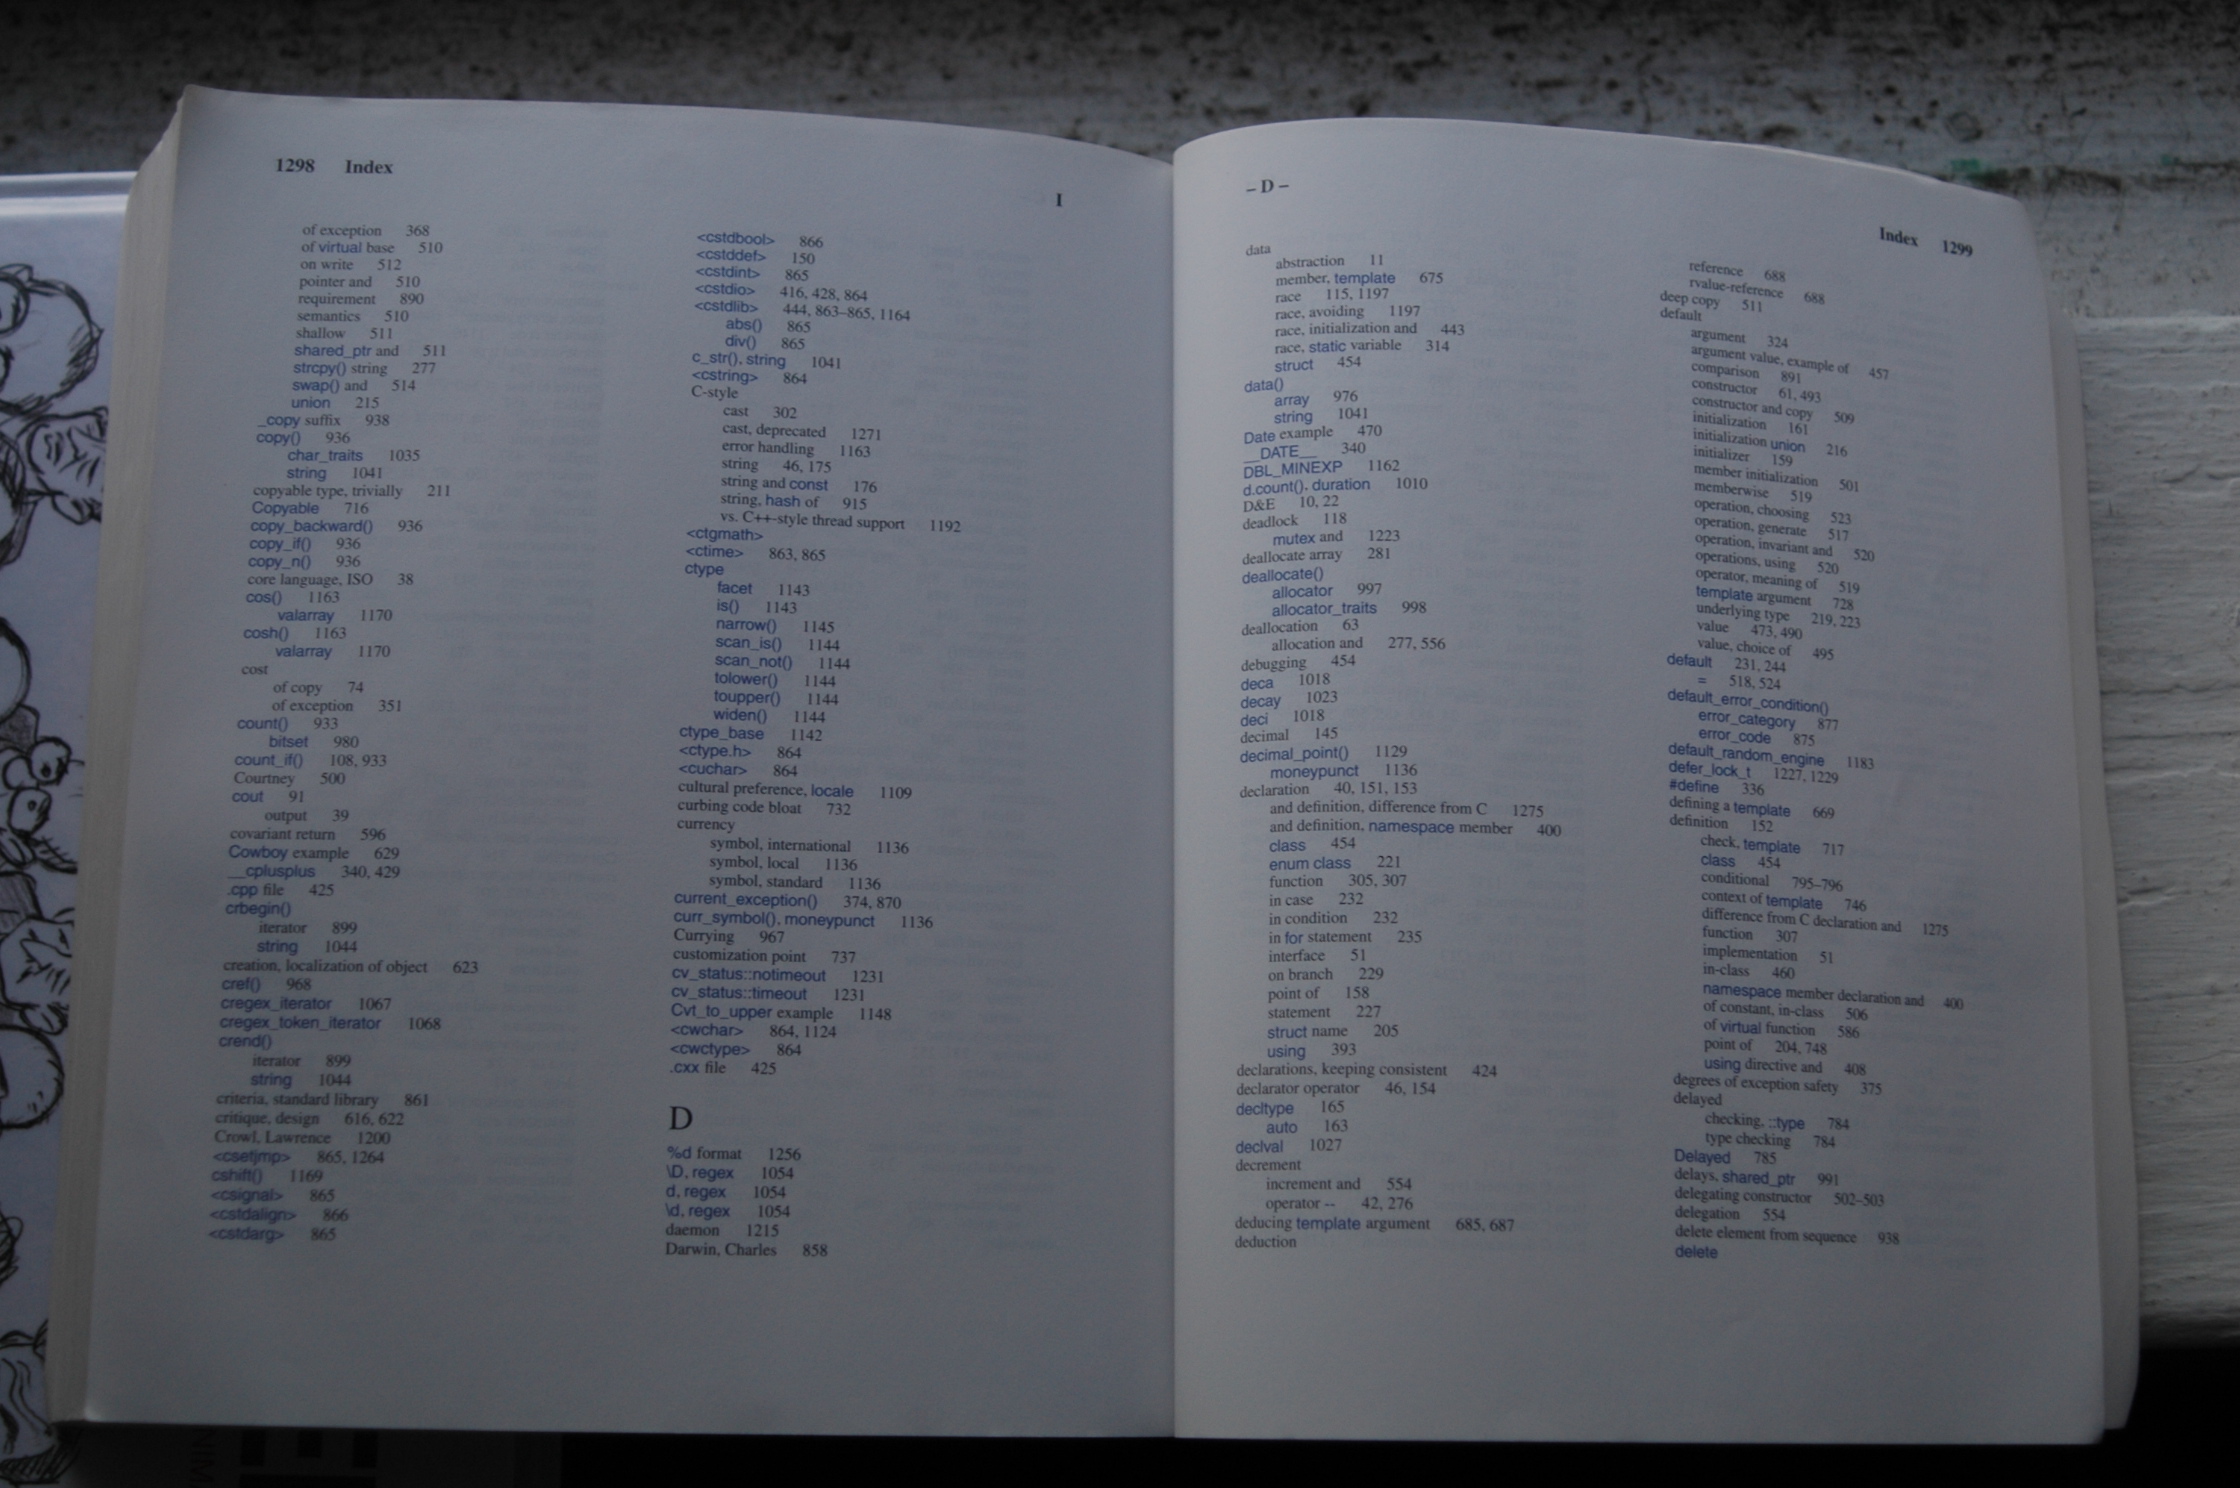 1298 Index
I
of exception 368
of virtual base 510
on write 512
pointer and 510
requirement 890
semantics 510
shallow 511
shared_ptr and 511
strcpy() string 277
swap() and 514
union 215
_copy suffix 938
copy() 936
char_traits 1035
string 1041
copyable type, trivially 211
Copyable 716
copy_backward() 936
copy_if() 936
copy_n() 936
core language, ISO 38
cos() 1163
valarray 1170
cosh() 1163
valarray 1170
cost
of copy 74
of exception 351
count() 933
bitset 980
count_if() 108, 933
Courtney 500
cout 91
output 39
covariant return 596
Cowboy example 629
__cplusplus 340, 429
.cpp file 425
crbegin()
iterator 899
string 1044
creation, localization of object 623
cref() 968
cregex_iterator 1067
cregex_token_iterator 1068
crend()
iterator 899
string 1044
criteria, standard library 861
critique, design 616, 622
Crowl, Lawrence 1200
<csetjmp> 865, 1264
cshift() 1169
<csignal> 865
<cstdalign> 866
<cstdarg> 865
<cstdbool> 866
<cstddef> 150
<cstdint> 865
<cstdio> 416, 428, 864
<cstdlib> 444, 863–865, 1164
abs() 865
div() 865
c_str(), string 1041
<cstring> 864
C-style
cast 302
cast, deprecated 1271
error handling 1163
string 46, 175
string and const 176
string, hash of 915
vs. C++-style thread support 1192
<ctgmath>
<ctime> 863, 865
ctype
facet 1143
is() 1143
narrow() 1145
scan_is() 1144
scan_not() 1144
tolower() 1144
toupper() 1144
widen() 1144
ctype_base 1142
<ctype.h> 864
<cuchar> 864
cultural preference, locale 1109
curbing code bloat 732
currency
symbol, international 1136
symbol, local 1136
symbol, standard 1136
current_exception() 374, 870
curr_symbol(), moneypunct 1136
Currying 967
customization point 737
cv_status::notimeout 1231
cv_status::timeout 1231
Cvt_to_upper example 1148
<cwchar> 864, 1124
<cwctype> 864
.cxx file 425
D
%d format 1256
\D, regex 1054
d, regex 1054
\d, regex 1054
daemon 1215
Darwin, Charles 858
– D –
Index 1299
data
abstraction 11
member, template 675
race 115, 1197
race, avoiding 1197
race, initialization and 443
race, static variable 314
struct 454
data()
array 976
string 1041
Date example 470
__DATE__ 340
DBL_MINEXP 1162
d.count(), duration 1010
D&E 10, 22
deadlock 118
mutex and 1223
deallocate array 281
deallocate()
allocator 997
allocator_traits 998
deallocation 63
allocation and 277, 556
debugging 454
deca 1018
decay 1023
deci 1018
decimal 145
decimal_point() 1129
moneypunct 1136
declaration 40, 151, 153
and definition, difference from C 1275
and definition, namespace member 400
class 454
enum class 221
function 305, 307
in case 232
in condition 232
in for statement 235
interface 51
on branch 229
point of 158
statement 227
struct name 205
using 393
declarations, keeping consistent 424
declarator operator 46, 154
decltype 165
auto 163
declval 1027
decrement
increment and 554
operator -- 42, 276
deducing template argument 685, 687
deduction
reference 688
rvalue-reference 688
deep copy 511
default
argument 324
argument value, example of 457
comparison 891
constructor 61, 493
constructor and copy 509
initialization 161
initialization union 216
initializer 159
member initialization 501
memberwise 519
operation, choosing 523
operation, generate 517
operation, invariant and 520
operations, using 520
operator, meaning of 519
template argument 728
underlying type 219, 223
value 473, 490
value, choice of 495
default 231, 244
= 518, 524
default_error_condition()
error_category 877
error_code 875
default_random_engine 1183
defer_lock_t 1227, 1229
#define 336
defining a template 669
definition 152
check, template 717
class 454
conditional 795–796
context of template 746
difference from C declaration and 1275
function 307
implementation 51
in-class 460
namespace member declaration and 400
of constant, in-class 506
of virtual function 586
point of 204, 748
using directive and 408
degrees of exception safety 375
delayed
checking, ::type 784
type checking 784
Delayed 785
delays, shared_ptr 991
delegating constructor 502–503
delegation 554
delete element from sequence 938
delete